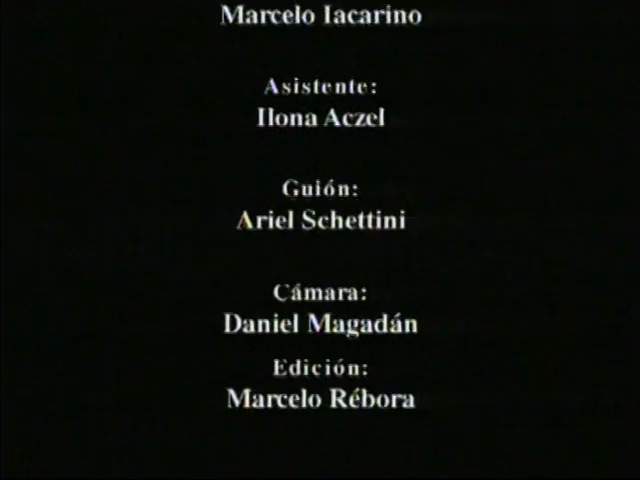 Marcelo Iacarino
Asistente:
Ilona Aczel
Guión:
Ariel Schettini
Cámara:
Daniel Magadán
Edición:
Marcelo Rébora